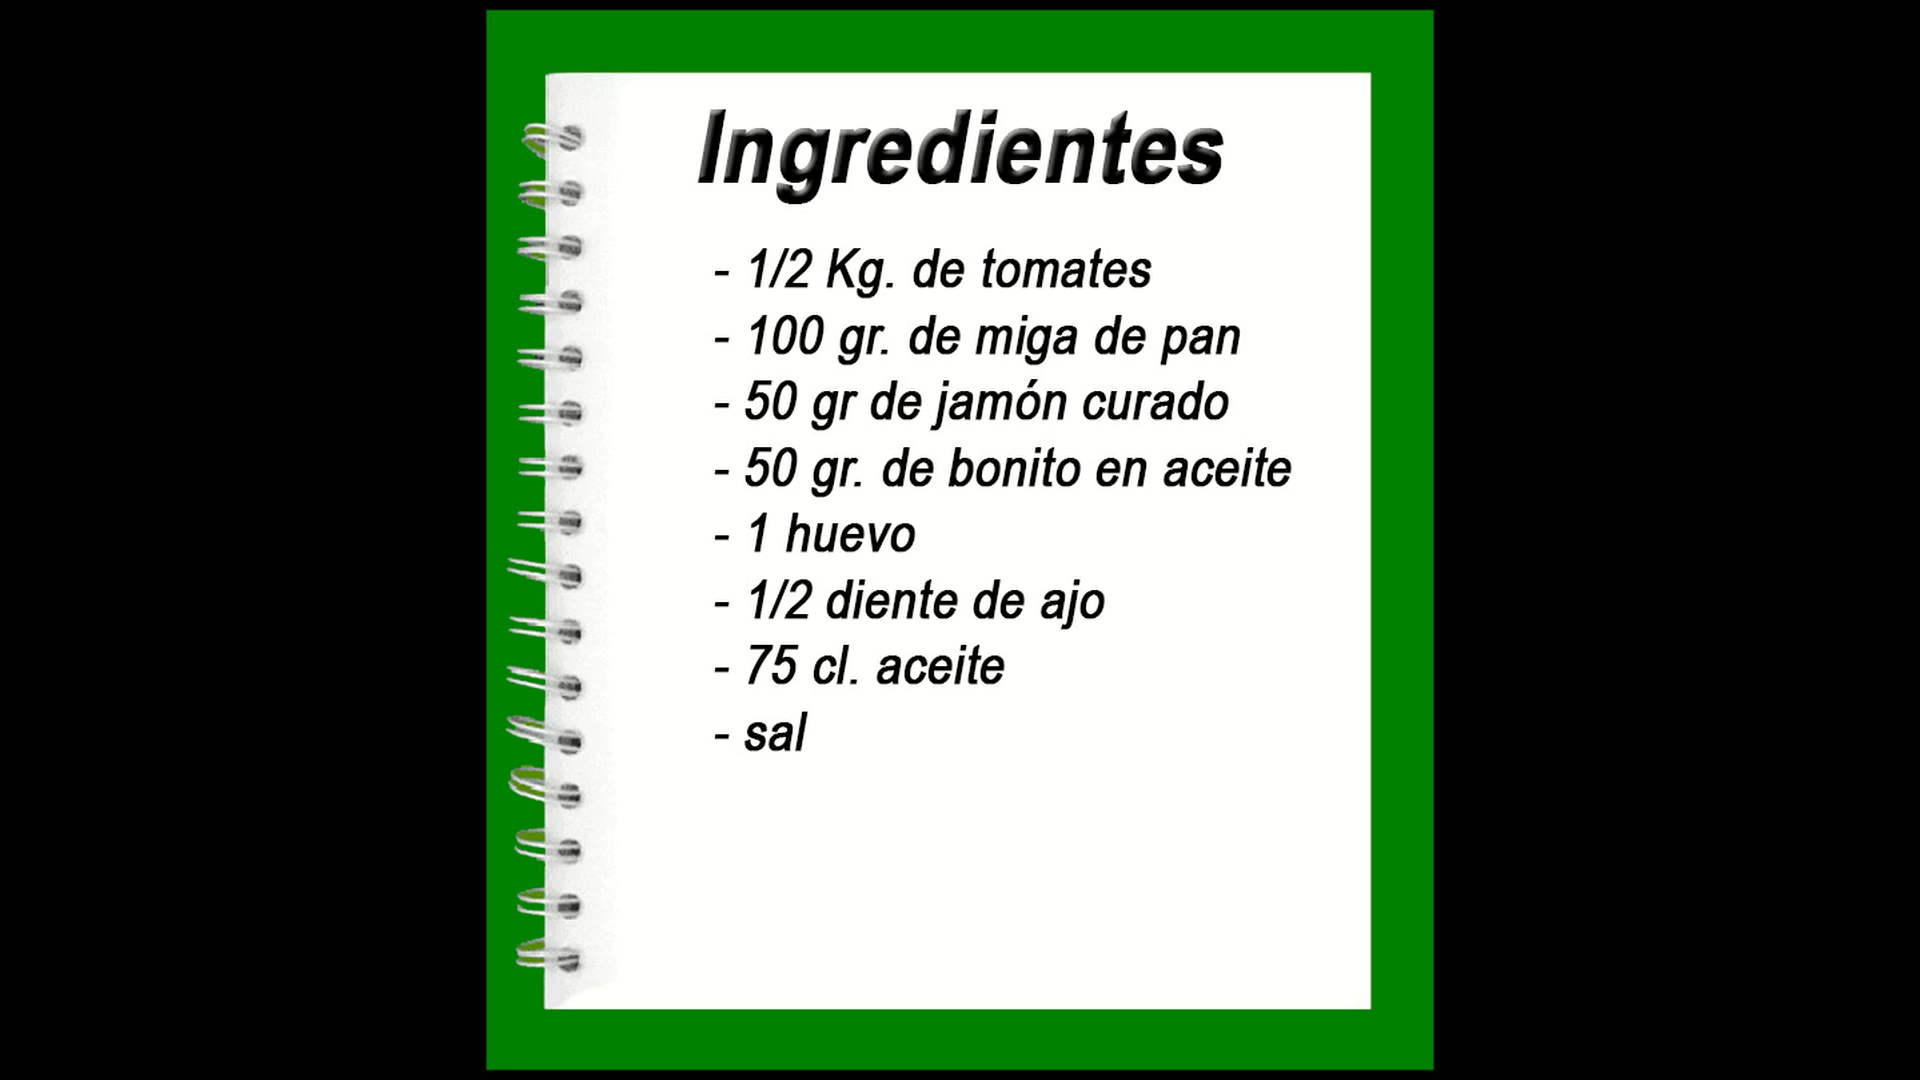 Ingredientes
- 1/2 Kg. de tomates
- 100 gr. de miga de pan
- 50 gr de jamón curado
- 50 gr. de bonito en aceite
- 1 huevo
- 1/2 diente de ajo
- 75 cl. aceite
- sal